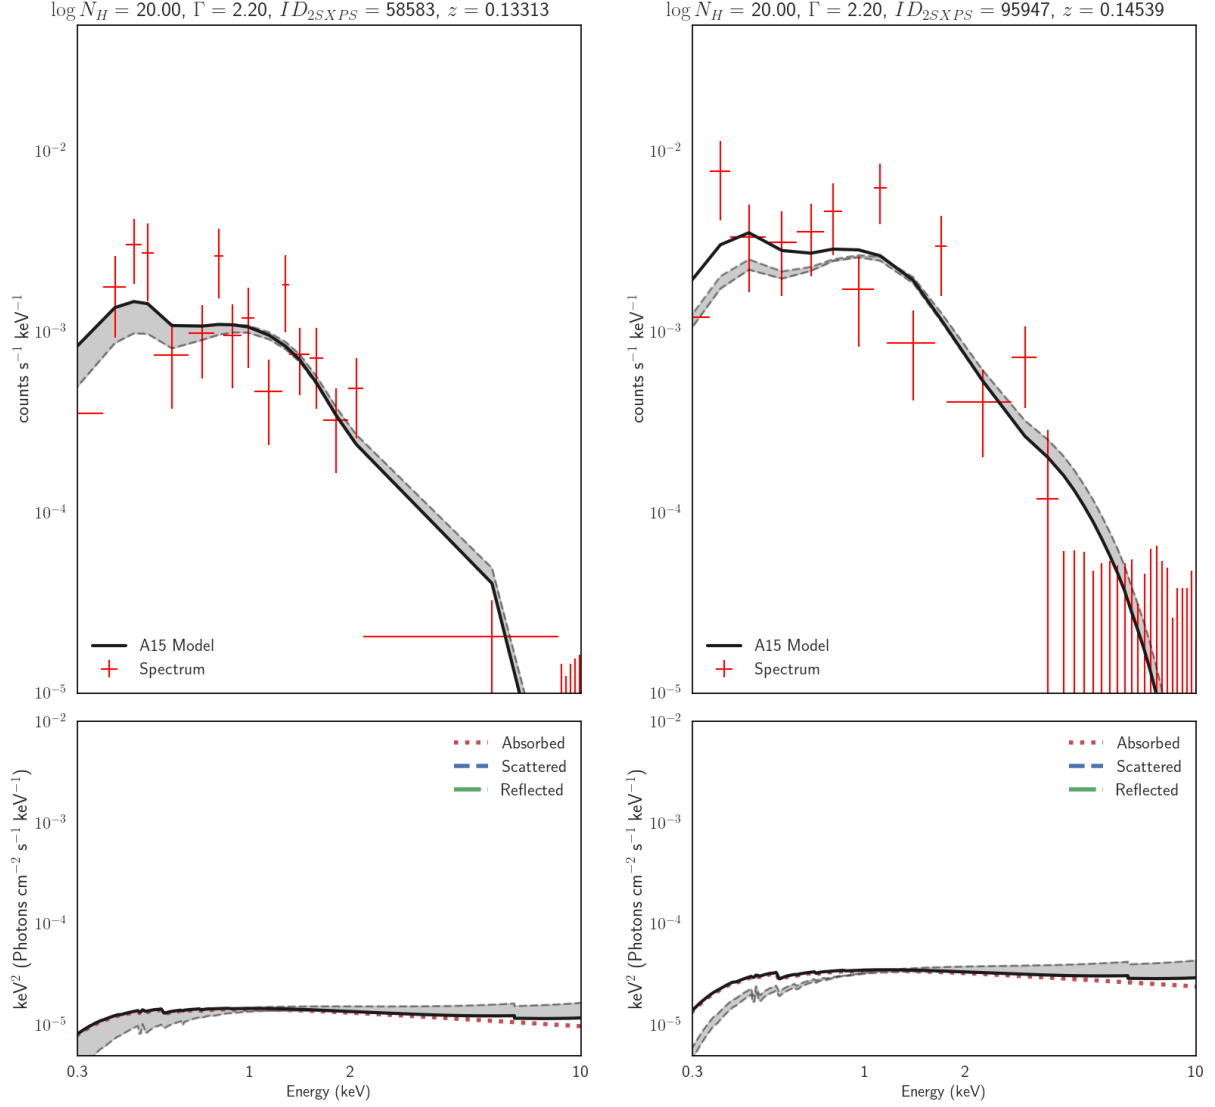 log N_H = 20.00, Γ = 2.20, ID_2SXPS = 58583, z = 0.13313
10^−2
10^−3
10^−4
10^−5
counts s^−1 keV^−1
A15 Model
Spectrum
10^−2
10^−3
10^−4
10^−5
keV^2 (Photons cm^−2 s^−1 keV^−1)
Absorbed
Scattered
Reflected
0.3 1 2 10
Energy (keV)
log N_H = 20.00, Γ = 2.20, ID_2SXPS = 95947, z = 0.14539
10^−2
10^−3
10^−4
10^−5
counts s^−1 keV^−1
A15 Model
Spectrum
10^−2
10^−3
10^−4
10^−5
keV^2 (Photons cm^−2 s^−1 keV^−1)
Absorbed
Scattered
Reflected
0.3 1 2 10
Energy (keV)